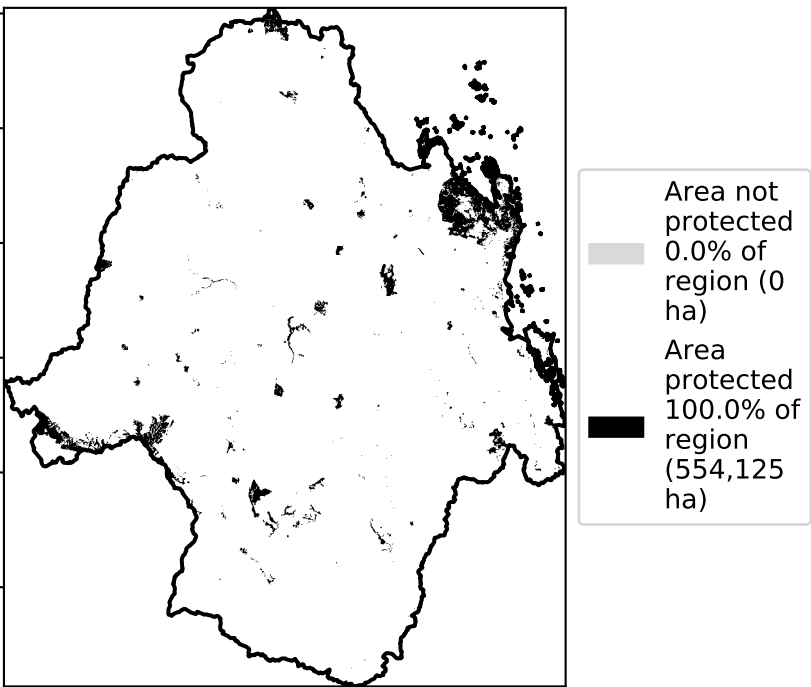 Area not
protected
0.0% of
region (0
ha)
Area
protected
100.0% of
region
(554,125
ha)